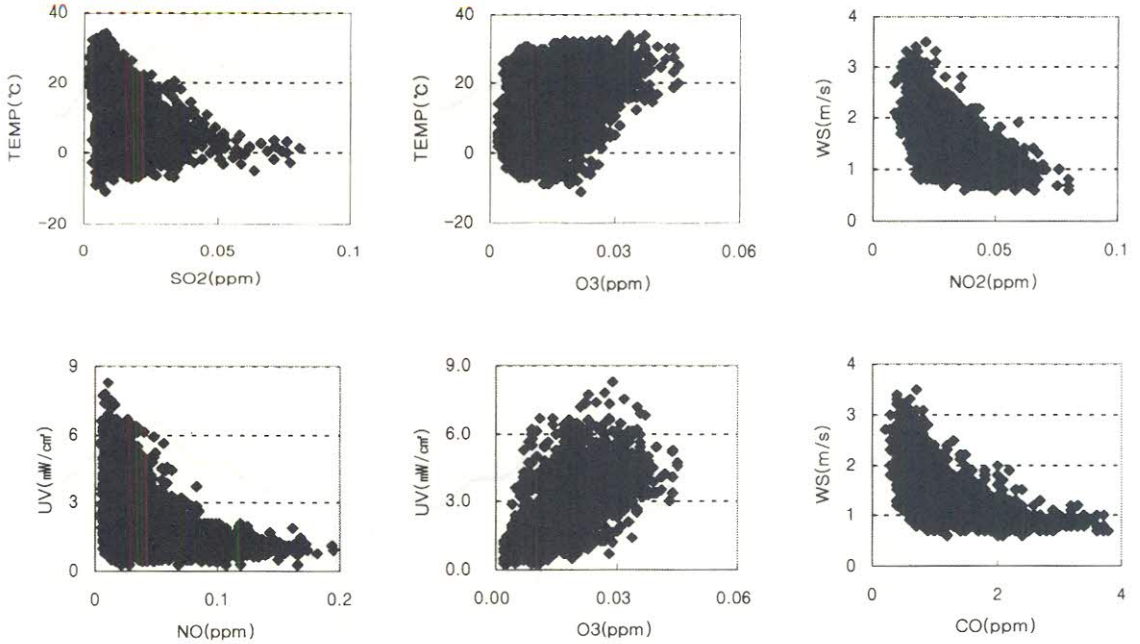 40
20
0
-20
TEMP(℃)
0 0.05 0.1
SO2(ppm)
40
20
0
-20
TEMP(℃)
0.00 0.03 0.06
O3(ppm)
4
3
2
1
0
WS(m/s)
0 0.05 0.1
NO2(ppm)
9
6
3
0
UV(㎽/㎠)
0 0.1 0.2
NO(ppm)
9.0
6.0
3.0
0.0
UV(㎽/㎠)
0.00 0.03 0.06
O3(ppm)
4
3
2
1
0
WS(m/s)
0 2 4
CO(ppm)